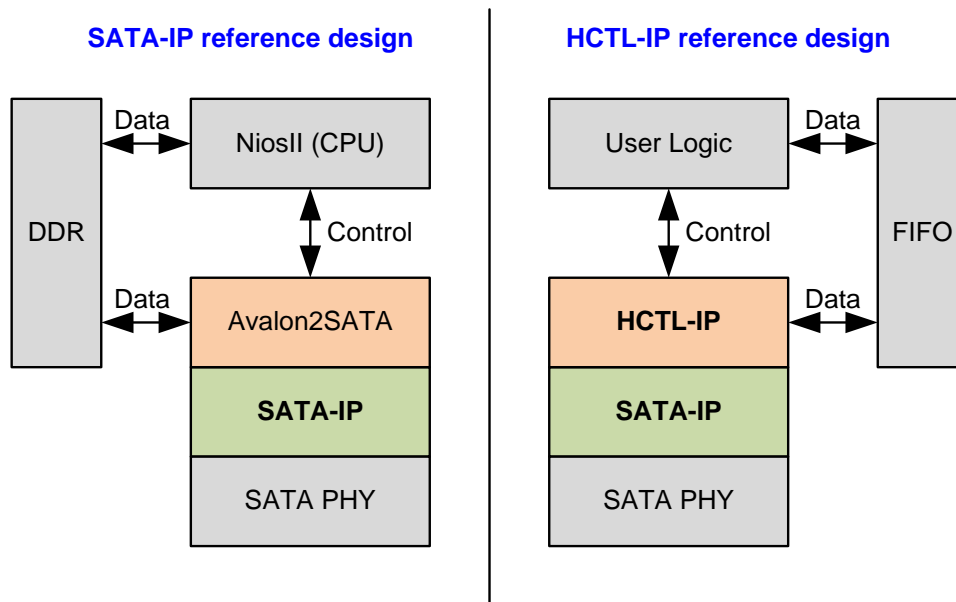 SATA-IP reference design
Data
NiosII (CPU)
DDR
Control
Data
Avalon2SATA
SATA-IP
SATA PHY
HCTL-IP reference design
User Logic
Data
FIFO
Control
HCTL-IP
Data
SATA-IP
SATA PHY